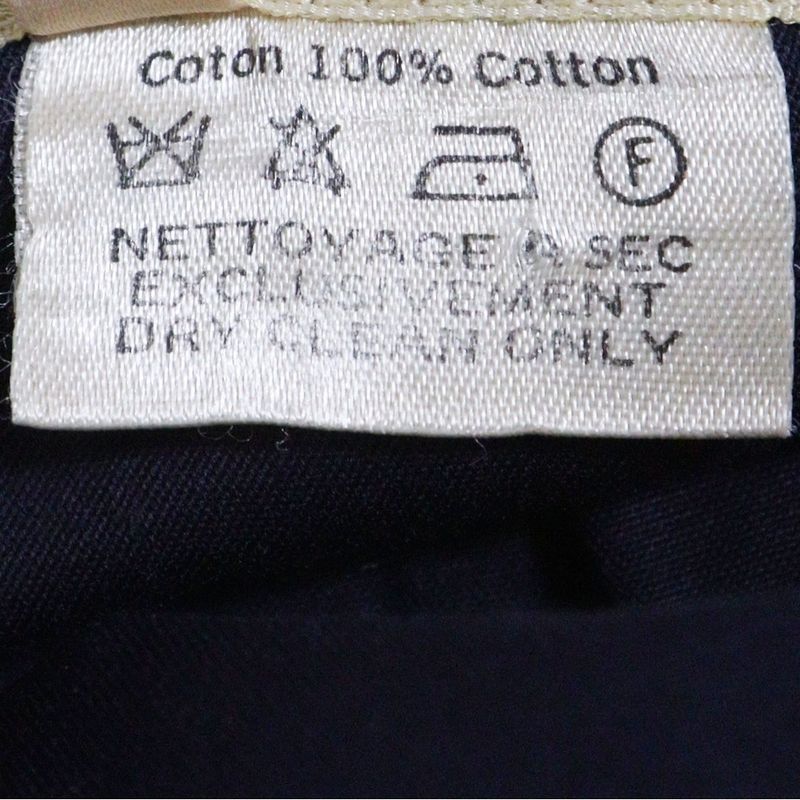 Coton 100% Cotton
F
NETTOYAGE A SEC
EXCLUSIVEMENT
DRY CLEAN ONLY